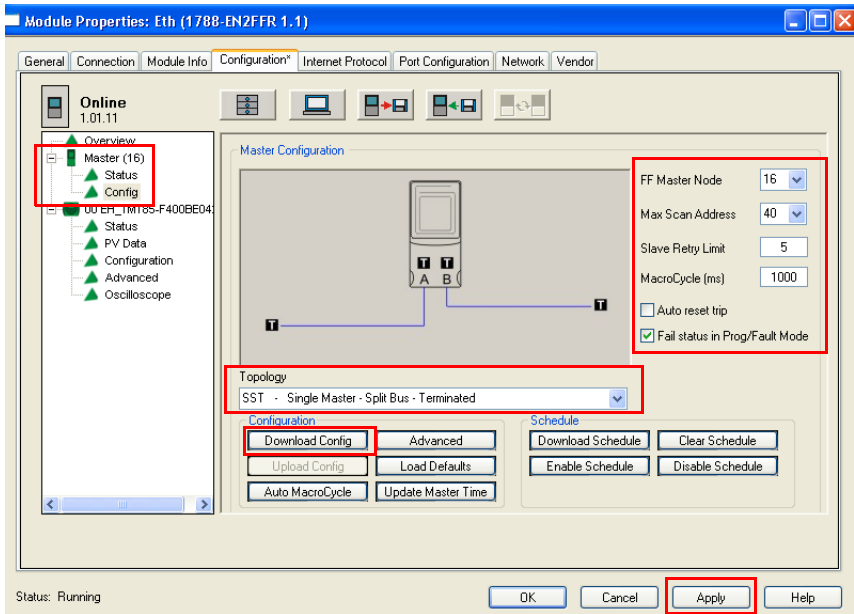 Module Properties: Eth (1788-EN2FFR 1.1)
General Connection Module Info Configuration* Internet Protocol Port Configuration Network Vendor
Online
1.01.11
Overview
Master (16)
Status
Config
00 EH_TMT85-F400BE04
Status
PV Data
Configuration
Advanced
Oscilloscope
Master Configuration
T T
A B
T
T
FF Master Node 16
Max Scan Address 40
Slave Retry Limit 5
MacroCycle (ms) 1000
Auto reset trip
Fail status in Prog/Fault Mode
Topology
SST - Single Master - Split Bus - Terminated
Configuration
Download Config Advanced
Upload Config Load Defaults
Auto MacroCycle Update Master Time
Schedule
Download Schedule Clear Schedule
Enable Schedule Disable Schedule
Status: Running
OK Cancel Apply Help